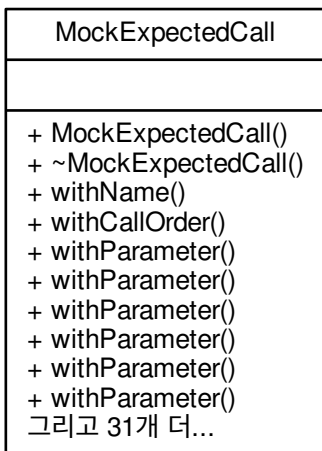 MockExpectedCall
+ MockExpectedCall()
+ ~MockExpectedCall()
+ withName()
+ withCallOrder()
+ withParameter()
+ withParameter()
+ withParameter()
+ withParameter()
+ withParameter()
+ withParameter()
그리고 31개 더...